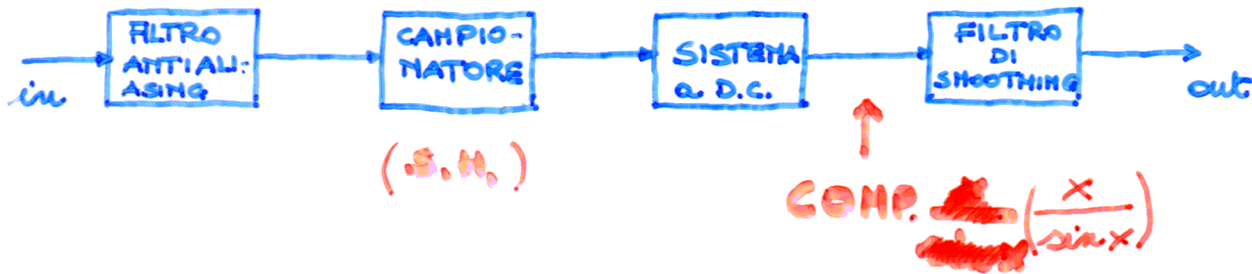 in
FILTRO
ANTIALI-
ASING
CAMPIO-
NATORE
(S.H.)
SISTEMA
a D.C.
FILTRO
DI
SMOOTHING
out
COMP. (x/sin x)